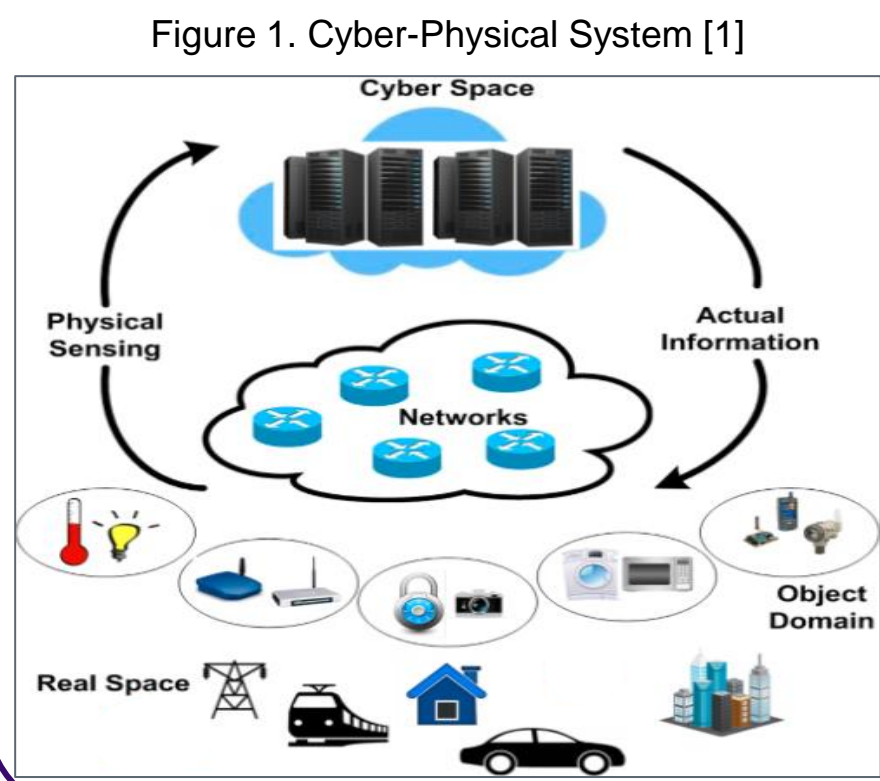 Figure 1. Cyber-Physical System [1]
Cyber Space
Physical
Sensing
Actual
Information
Networks
Object
Domain
Real Space